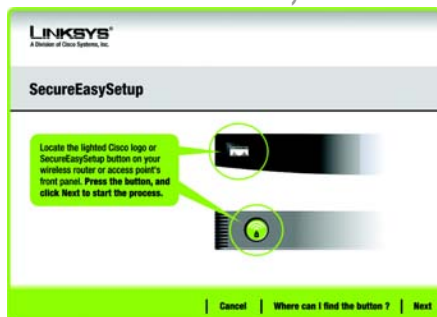 LINKSYS®
A Division of Cisco Systems, Inc.
SecureEasySetup
Locate the lighted Cisco logo or
SecureEasySetup button on your
wireless router or access point's
front panel. Press the button, and
click Next to start the process.
Cancel | Where can I find the button ? | Next